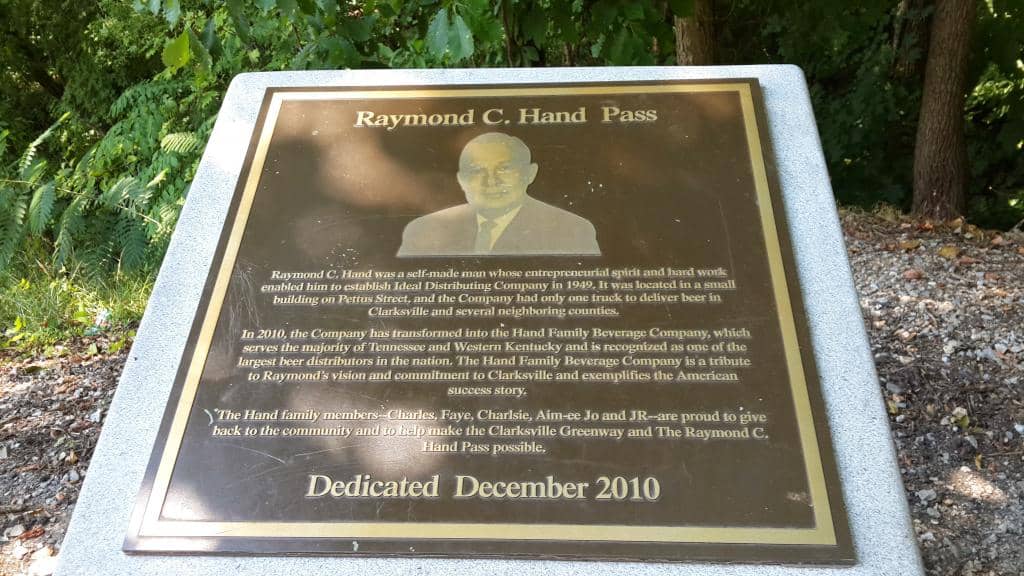 Raymond C. Hand Pass
Raymond C. Hand was a self-made man whose entrepreneurial spirit and hard work
enabled him to establish Ideal Distributing Company in 1949. It was located in a small
building on Pettus Street, and the Company had only one truck to deliver beer in
Clarksville and several neighboring counties.
In 2010, the Company has transformed into the Hand Family Beverage Company, which
serves the majority of Tennessee and Western Kentucky and is recognized as one of the
largest beer distributors in the nation. The Hand Family Beverage Company is a tribute
to Raymond's vision and commitment to Clarksville and exemplifies the American
success story.
The Hand family members--Charles, Faye, Charlsie, Aim-ee Jo and JR--are proud to give
back to the community and to help make the Clarksville Greenway and The Raymond C.
Hand Pass possible.
Dedicated December 2010